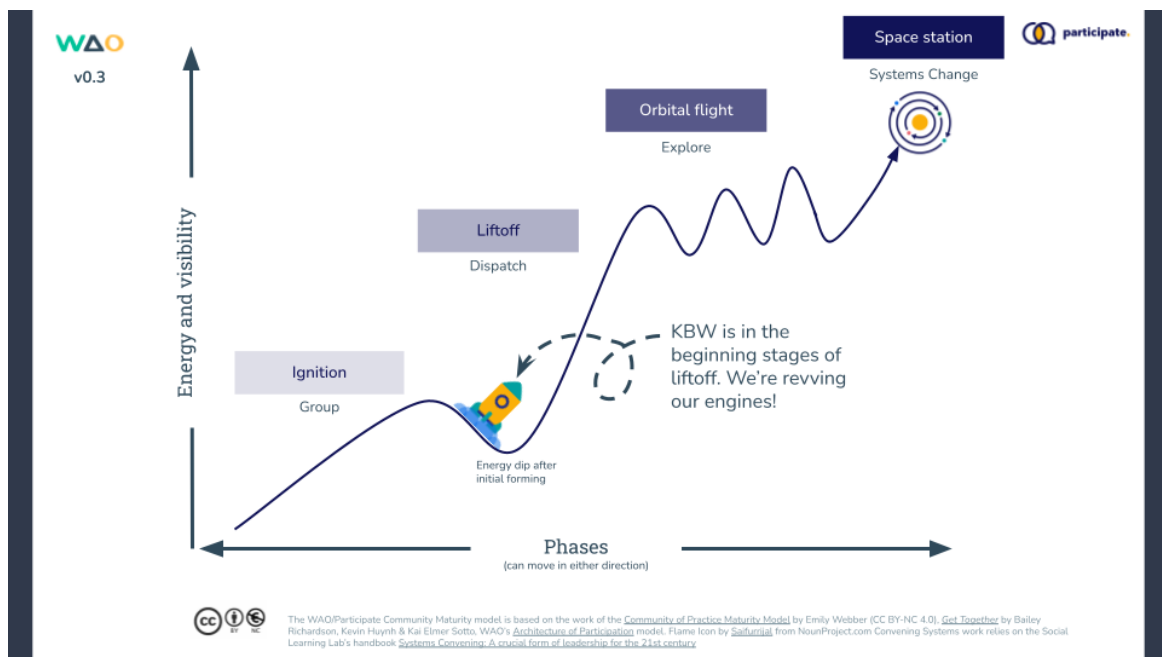 WAO
v0.3
participate.
Space station
Systems Change
Orbital flight
Explore
Liftoff
Dispatch
Energy and visibility
KBW is in the
beginning stages of
liftoff. We're revving
our engines!
Ignition
Group
Energy dip after
initial forming
Phases
(can move in either direction)
cc
BY NC
The WAO/Participate Community Maturity model is based on the work of the Community of Practice Maturity Model by Emily Webber (CC BY-NC 4.0), Get Together by Bailey
Richardson, Kevin Huynh & Kai Elmer Sotto, WAO's Architecture of Participation model. Flame Icon by Saifurrijal from NounProject.com Convening Systems work relies on the Social
Learning Lab's handbook Systems Convening: A crucial form of leadership for the 21st century